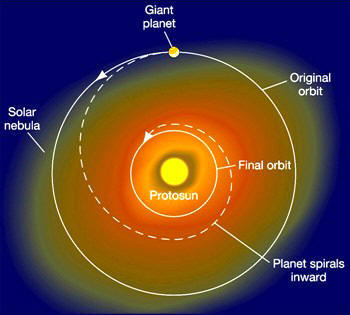 Giant
planet
Original
orbit
Solar
nebula
Final orbit
Protosun
Planet spirals
inward